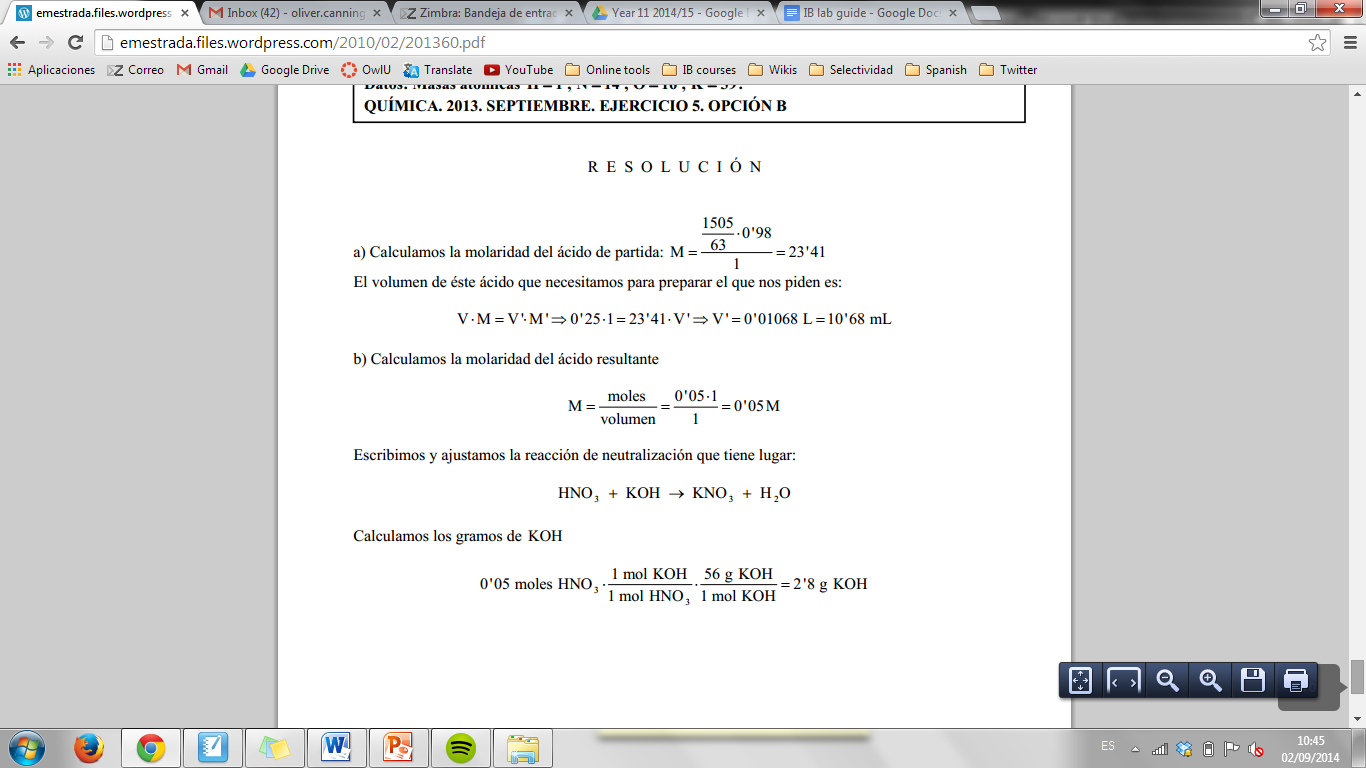 emestrada.files.wordpress
Inbox (42) - oliver.canning
Zimbra: Bandeja de entrad
Year 11 2014/15 - Google
IB lab guide - Google Doc
emestrada.files.wordpress.com/2010/02/201360.pdf
Aplicaciones Correo Gmail Google Drive OwlU Translate YouTube Online tools IB courses Wikis Selectividad Spanish Twitter
Datos: Masas atómicas H = 1 ; N = 14 ; O = 16 ; K = 39.
QUÍMICA. 2013. SEPTIEMBRE. EJERCICIO 5. OPCIÓN B
R E S O L U C I Ó N
a) Calculamos la molaridad del ácido de partida: M = (1505/63 · 0'98)/1 = 23'41
El volumen de éste ácido que necesitamos para preparar el que nos piden es:
V · M = V'· M' ⇒ 0'25 · 1 = 23'41 · V' ⇒ V' = 0'01068 L = 10'68 mL
b) Calculamos la molaridad del ácido resultante
M = moles/volumen = 0'05 · 1/1 = 0'05 M
Escribimos y ajustamos la reacción de neutralización que tiene lugar:
HNO₃ + KOH → KNO₃ + H₂O
Calculamos los gramos de KOH
0'05 moles HNO₃ · 1 mol KOH/1 mol HNO₃ · 56 g KOH/1 mol KOH = 2'8 g KOH
ES
10:45
02/09/2014